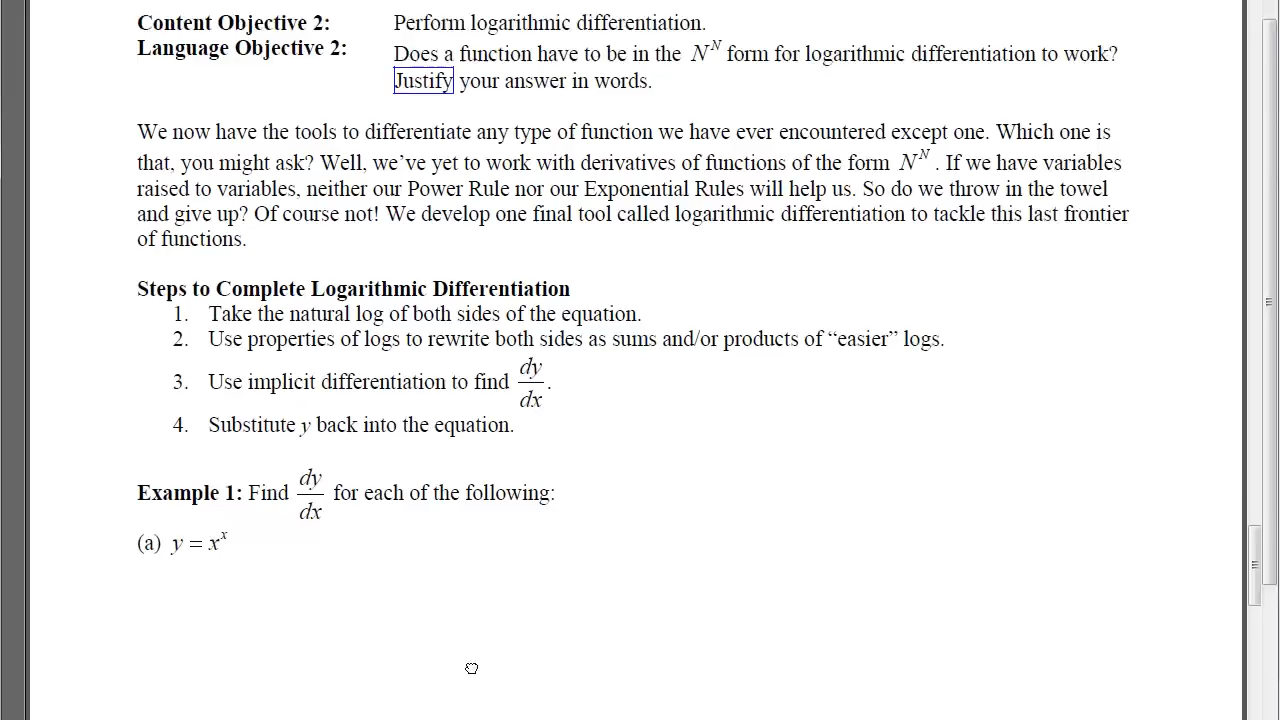 Content Objective 2: Perform logarithmic differentiation.
Language Objective 2: Does a function have to be in the N^N form for logarithmic differentiation to work?
Justify your answer in words.
We now have the tools to differentiate any type of function we have ever encountered except one. Which one is
that, you might ask? Well, we’ve yet to work with derivatives of functions of the form N^N. If we have variables
raised to variables, neither our Power Rule nor our Exponential Rules will help us. So do we throw in the towel
and give up? Of course not! We develop one final tool called logarithmic differentiation to tackle this last frontier
of functions.
Steps to Complete Logarithmic Differentiation
1. Take the natural log of both sides of the equation.
2. Use properties of logs to rewrite both sides as sums and/or products of “easier” logs.
3. Use implicit differentiation to find dy/dx.
4. Substitute y back into the equation.
Example 1: Find dy/dx for each of the following:
(a) y = x^x